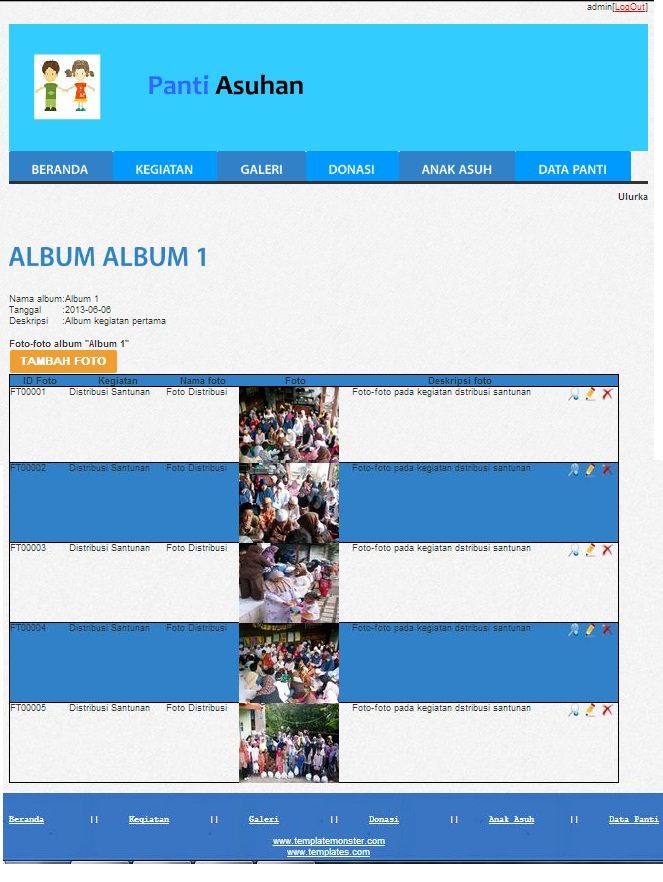 admin[LogOut]
Panti Asuhan
BERANDA KEGIATAN GALERI DONASI ANAK ASUH DATA PANTI
Ulurka
ALBUM ALBUM 1
Nama album:Album 1
Tanggal :2013-06-06
Deskripsi :Album kegiatan pertama
Foto-foto album "Album 1"
TAMBAH FOTO
ID Foto Kegiatan Nama foto Foto Deskripsi foto
FT00001 Distribusi Santunan Foto Distribusi Foto-foto pada kegiatan dstribusi santunan
FT00002 Distribusi Santunan Foto Distribusi Foto-foto pada kegiatan dstribusi santunan
FT00003 Distribusi Santunan Foto Distribusi Foto-foto pada kegiatan dstribusi santunan
FT00004 Distribusi Santunan Foto Distribusi Foto-foto pada kegiatan dstribusi santunan
FT00005 Distribusi Santunan Foto Distribusi Foto-foto pada kegiatan dstribusi santunan
Beranda || Kegiatan || Galeri || Donasi || Anak Asuh || Data Panti
www.templatemonster.com
www.templates.com